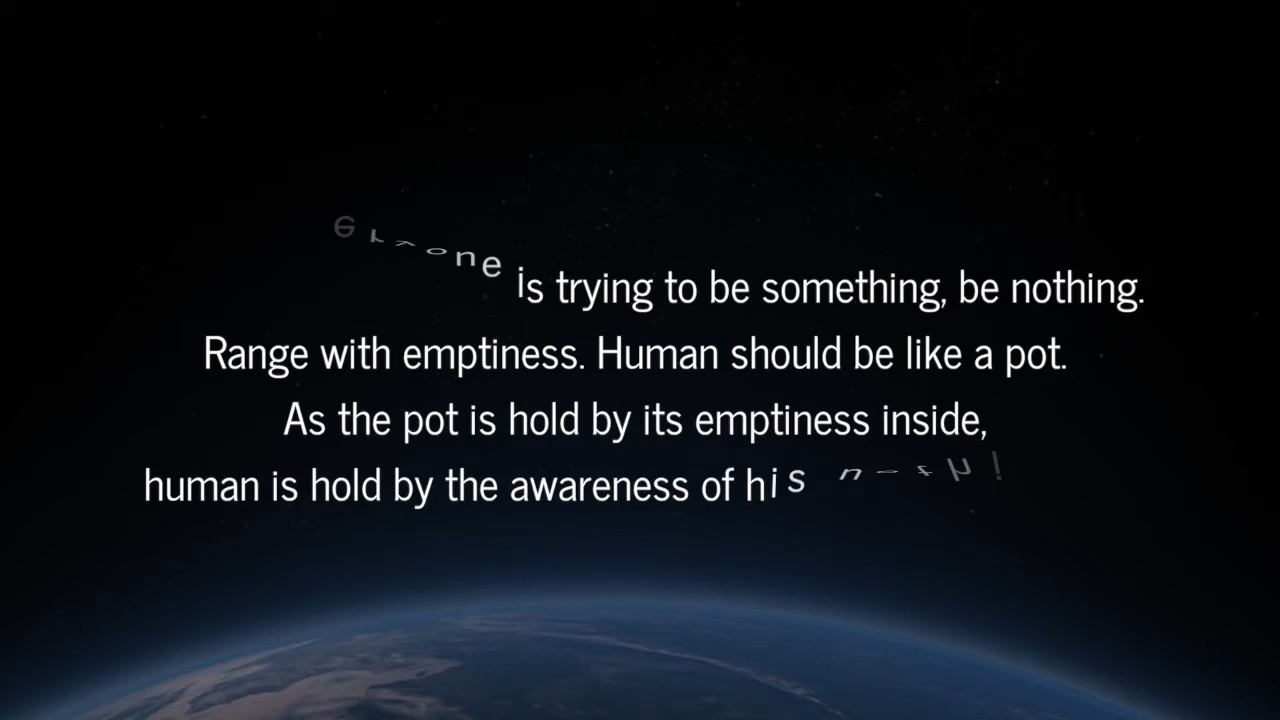 is trying to be something, be nothing.
Range with emptiness. Human should be like a pot.
As the pot is hold by its emptiness inside,
human is hold by the awareness of his